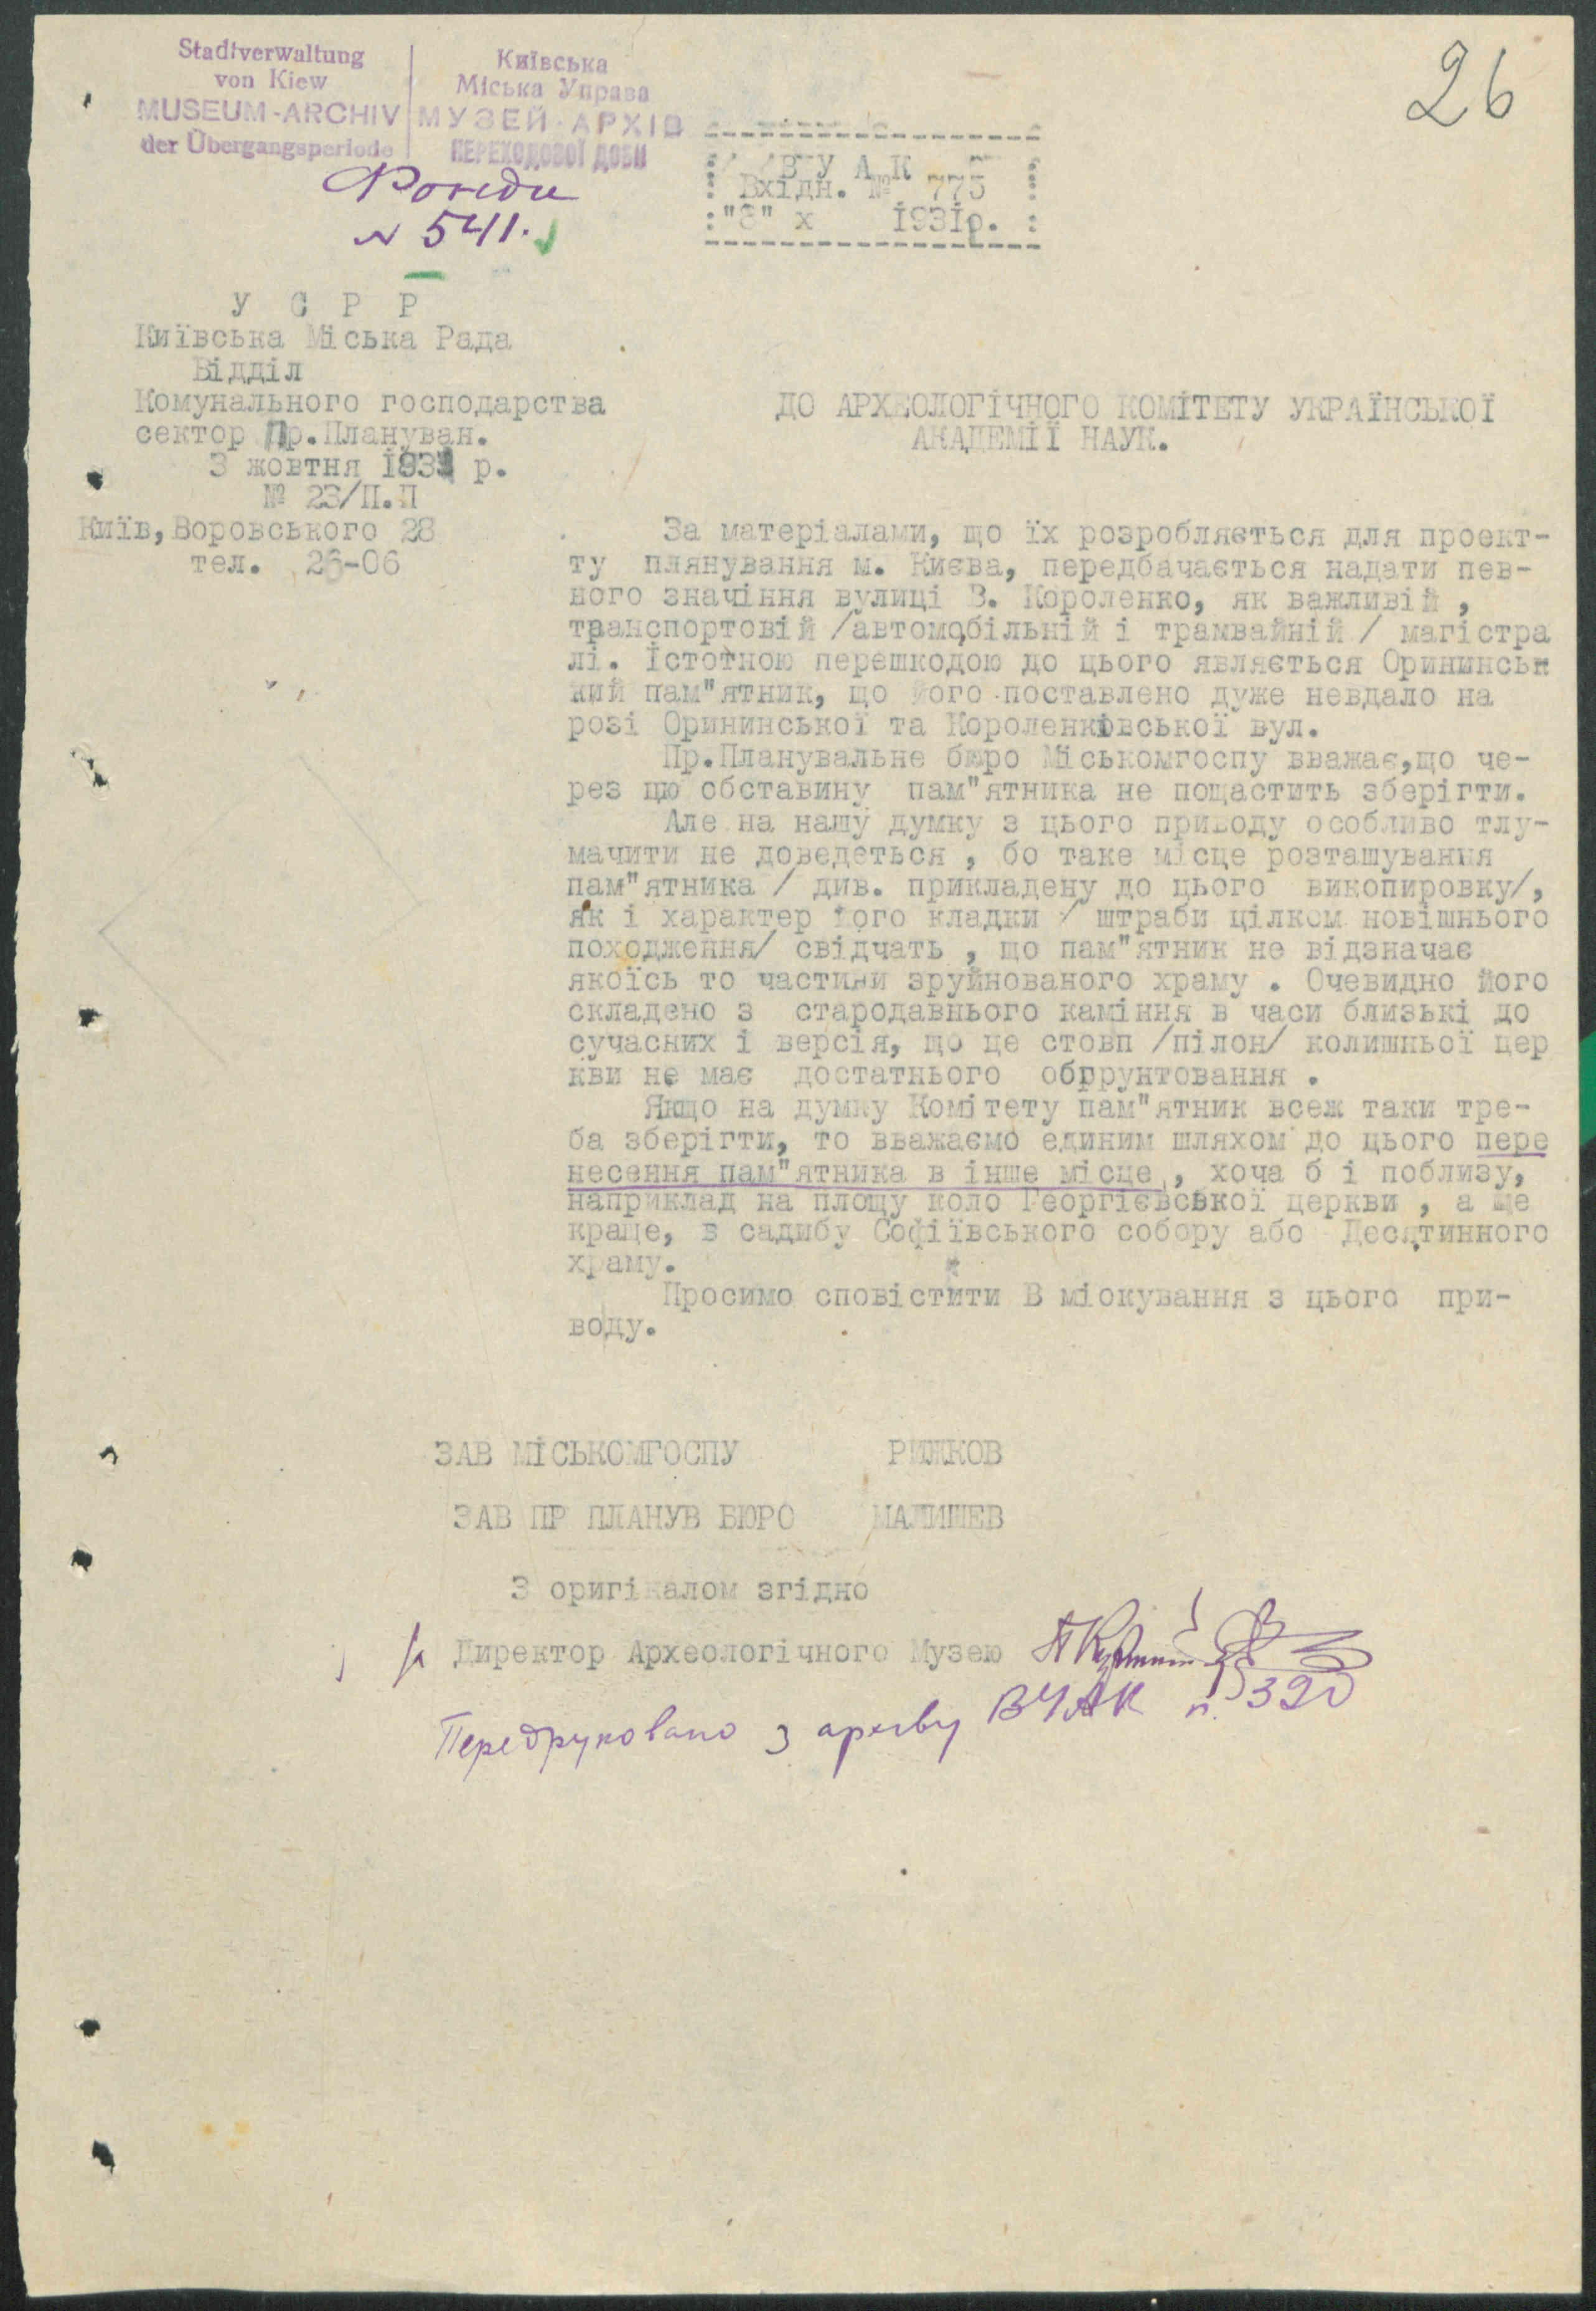 26
Stadtverwaltung
von Kiew
MUSEUM-ARCHIV
der Übergangsperiode
Київська
Міська Управа
МУЗЕЙ-АРХІВ
ПЕРЕХОДОВОЇ ДОБИ
Фонди
№ 541.
В У А К
Вхідн. № 775
"8" х І93Ір.
У С Р Р
Київська Міська Рада
Відділ
Комунального господарства
сектор Пр.Плануван.
3 жовтня І931 р.
№ 23/П.П
Київ, Воровського 28
тел. 26-06
ДО АРХЕОЛОГІЧНОГО КОМІТЕТУ УКРАЇНСЬКОЇ
АКАДЕМІЇ НАУК.
За матеріалами, що їх розробляється для проект-
ту плянування м. Києва, передбачається надати пев-
ного значіння вулиці В. Короленко, як важливій ,
транспортовій /автомобільній і трамвайній / магістра
лі. Істотною перешкодою до цього являється Орининськ
кий пам"ятник, що його поставлено дуже невдало на
розі Орининської та Короленківської вул.
Пр.Планувальне бюро Міськомгоспу вважає,що че-
рез цю обставину пам"ятника не пощастить зберігти.
Але на нашу думку з цього приводу особливо тлу-
мачити не доведеться , бо таке місце розташування
пам"ятника / див. прикладену до цього викопировку/,
як і характер його кладки / штраби цілком новішнього
походження/ свідчать , що пам"ятник не відзначає
якоїсь то частини зруйнованого храму . Очевидно його
складено з стародавнього каміння в часи близькі до
сучасних і версія, що це стовп /пілон/ колишньої цер
кви не має достатнього обгрунтовання .
Якщо на думку Комітету пам"ятник всеж таки тре-
ба зберігти, то вважаємо единим шляхом до цього пере
несення пам"ятника в інше місце , хоча б і поблизу,
наприклад на площу коло Георгієвської церкви , а ще
краще, в садибу Софіївського собору або Десятинного
храму.
Просимо сповістити В міокування з цього при-
воду.
ЗАВ МІСЬКОМГОСПУ РИЖКОВ
ЗАВ ПР ПЛАНУВ БЮРО МАЛИШЕВ
З оригіналом згідно
Директор Археологічного Музею
Передруковано з архіву ВУАК п. 390